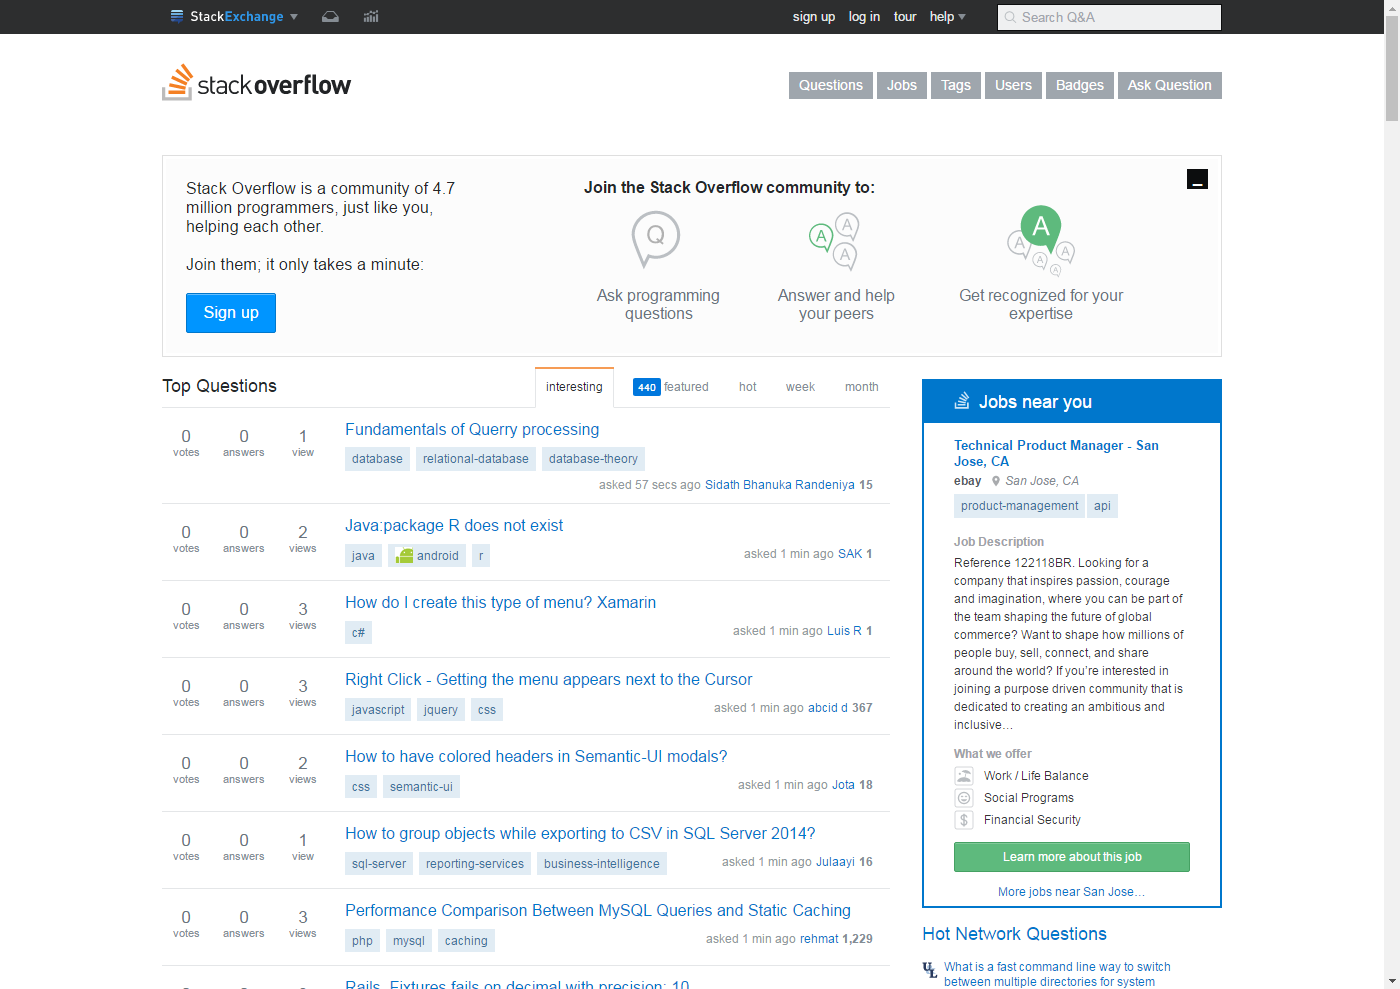 StackExchange
sign up log in tour help
Search Q&A
stackoverflow
Questions Jobs Tags Users Badges Ask Question
Stack Overflow is a community of 4.7
million programmers, just like you,
helping each other.
Join them; it only takes a minute:
Sign up
Join the Stack Overflow community to:
Q
Ask programming
questions
A A A
Answer and help
your peers
A A A A A
Get recognized for your
expertise
Top Questions
interesting 440 featured hot week month
0 votes 0 answers 1 view
Fundamentals of Querry processing
database relational-database database-theory
asked 57 secs ago Sidath Bhanuka Randeniya 15
0 votes 0 answers 2 views
Java:package R does not exist
java android r
asked 1 min ago SAK 1
0 votes 0 answers 3 views
How do I create this type of menu? Xamarin
c#
asked 1 min ago Luis R 1
0 votes 0 answers 3 views
Right Click - Getting the menu appears next to the Cursor
javascript jquery css
asked 1 min ago abcid d 367
0 votes 0 answers 2 views
How to have colored headers in Semantic-UI modals?
css semantic-ui
asked 1 min ago Jota 18
0 votes 0 answers 1 view
How to group objects while exporting to CSV in SQL Server 2014?
sql-server reporting-services business-intelligence
asked 1 min ago Julaayi 16
0 votes 0 answers 3 views
Performance Comparison Between MySQL Queries and Static Caching
php mysql caching
asked 1 min ago rehmat 1,229
Rails, Fixtures fails on decimal with precision: 10
Jobs near you
Technical Product Manager - San
Jose, CA
ebay San Jose, CA
product-management api
Job Description
Reference 122118BR. Looking for a
company that inspires passion, courage
and imagination, where you can be part of
the team shaping the future of global
commerce? Want to shape how millions of
people buy, sell, connect, and share
around the world? If you're interested in
joining a purpose driven community that is
dedicated to creating an ambitious and
inclusive…
What we offer
Work / Life Balance
Social Programs
$ Financial Security
Learn more about this job
More jobs near San Jose…
Hot Network Questions
UL What is a fast command line way to switch
between multiple directories for system